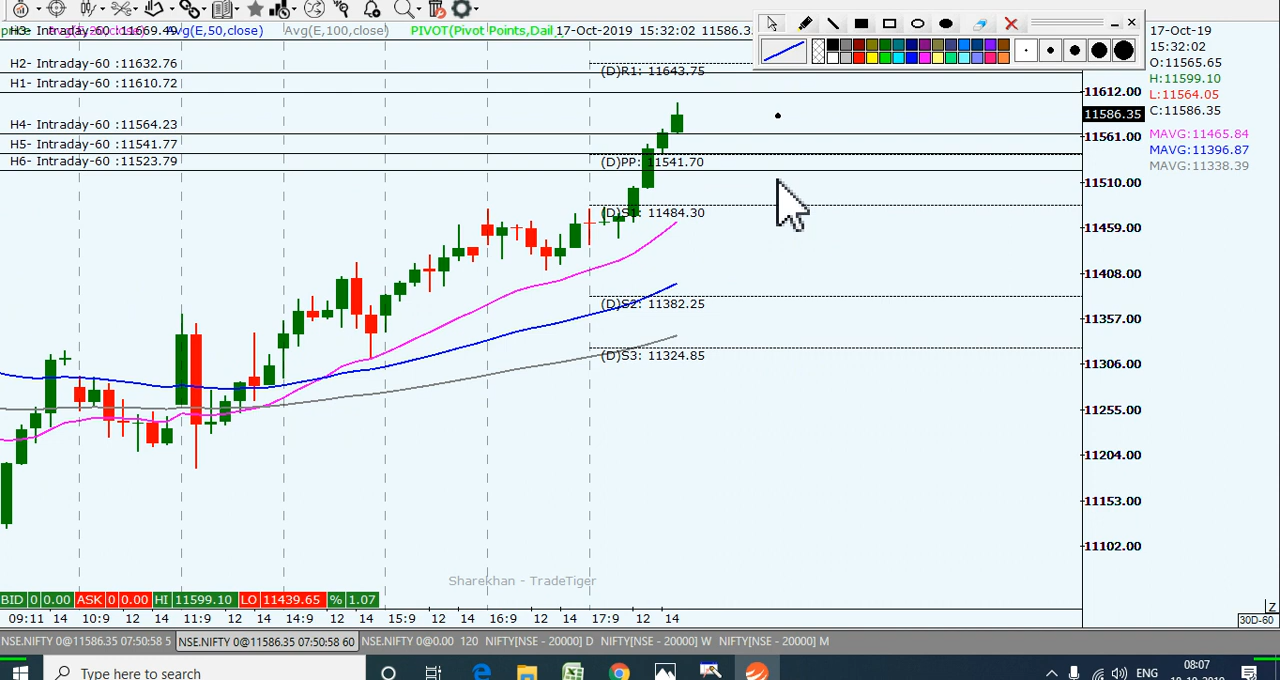 H3- Intraday-60 :11669.49
Avg(E,50,close)
Avg(E,100,close)
PIVOT(Pivot Points,Dail
17-Oct-2019 15:32:02 11586.3
H2- Intraday-60 :11632.76
H1- Intraday-60 :11610.72
H4- Intraday-60 :11564.23
H5- Intraday-60 :11541.77
H6- Intraday-60 :11523.79
(D)R1: 11643.75
(D)PP: 11541.70
(D)S1: 11484.30
(D)S2: 11382.25
(D)S3: 11324.85
11612.00
11586.35
11561.00
11510.00
11459.00
11408.00
11357.00
11306.00
11255.00
11204.00
11153.00
11102.00
17-Oct-19
15:32:02
O:11565.65
H:11599.10
L:11564.05
C:11586.35
MAVG:11465.84
MAVG:11396.87
MAVG:11338.39
Sharekhan - TradeTiger
BID 0 0.00 ASK 0 0.00 HI 11599.10 LO 11439.65 % 1.07
09:11 14 10:9 12 14 11:9 12 14 14:9 12 14 15:9 12 14 16:9 12 14 17:9 12 14
Z
30D-60
NSE.NIFTY 0@11586.35 07:50:58 5 NSE.NIFTY 0@11586.35 07:50:58 60 NSE.NIFTY 0@0.00 120 NIFTY[NSE - 20000] D NIFTY[NSE - 20000] W NIFTY[NSE - 20000] M
Type here to search
ENG
08:07